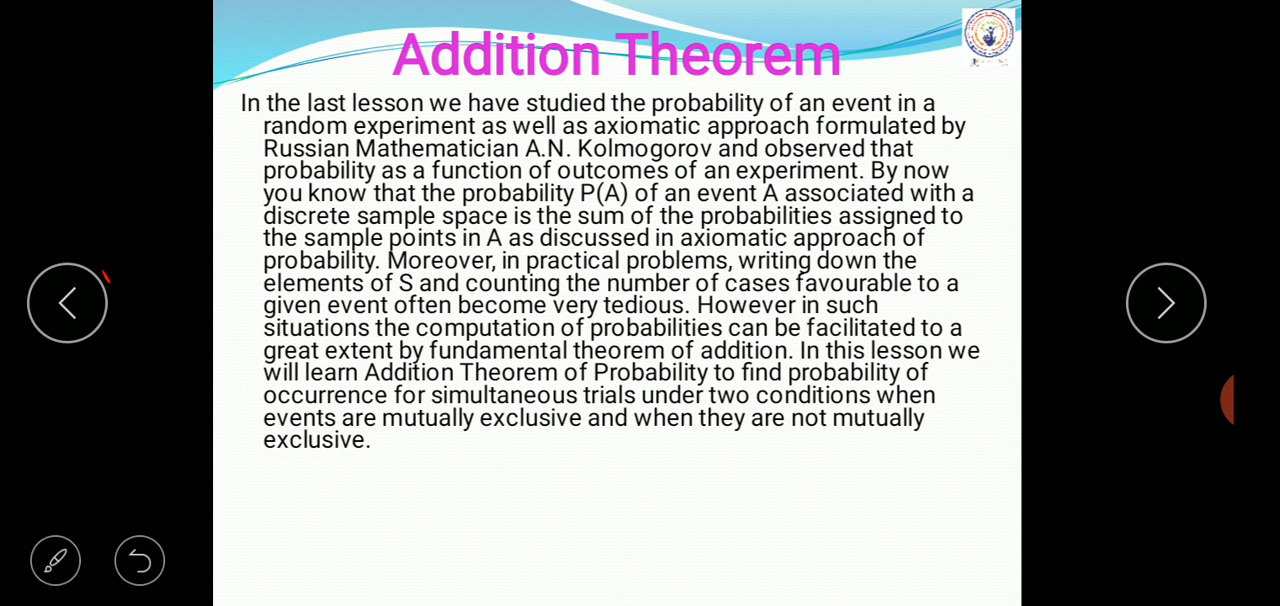 Addition Theorem
In the last lesson we have studied the probability of an event in a
random experiment as well as axiomatic approach formulated by
Russian Mathematician A.N. Kolmogorov and observed that
probability as a function of outcomes of an experiment. By now
you know that the probability P(A) of an event A associated with a
discrete sample space is the sum of the probabilities assigned to
the sample points in A as discussed in axiomatic approach of
probability. Moreover, in practical problems, writing down the
elements of S and counting the number of cases favourable to a
given event often become very tedious. However in such
situations the computation of probabilities can be facilitated to a
great extent by fundamental theorem of addition. In this lesson we
will learn Addition Theorem of Probability to find probability of
occurrence for simultaneous trials under two conditions when
events are mutually exclusive and when they are not mutually
exclusive.